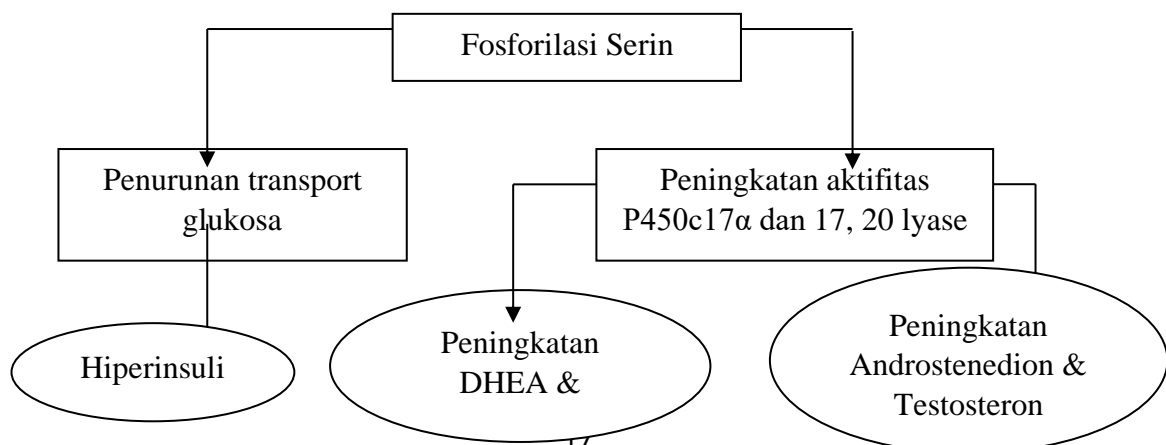 Fosforilasi Serin
Penurunan transport
glukosa
Peningkatan aktifitas
P450c17α dan 17, 20 lyase
Hiperinsuli
Peningkatan
DHEA &
Peningkatan
Androstenedion &
Testosteron